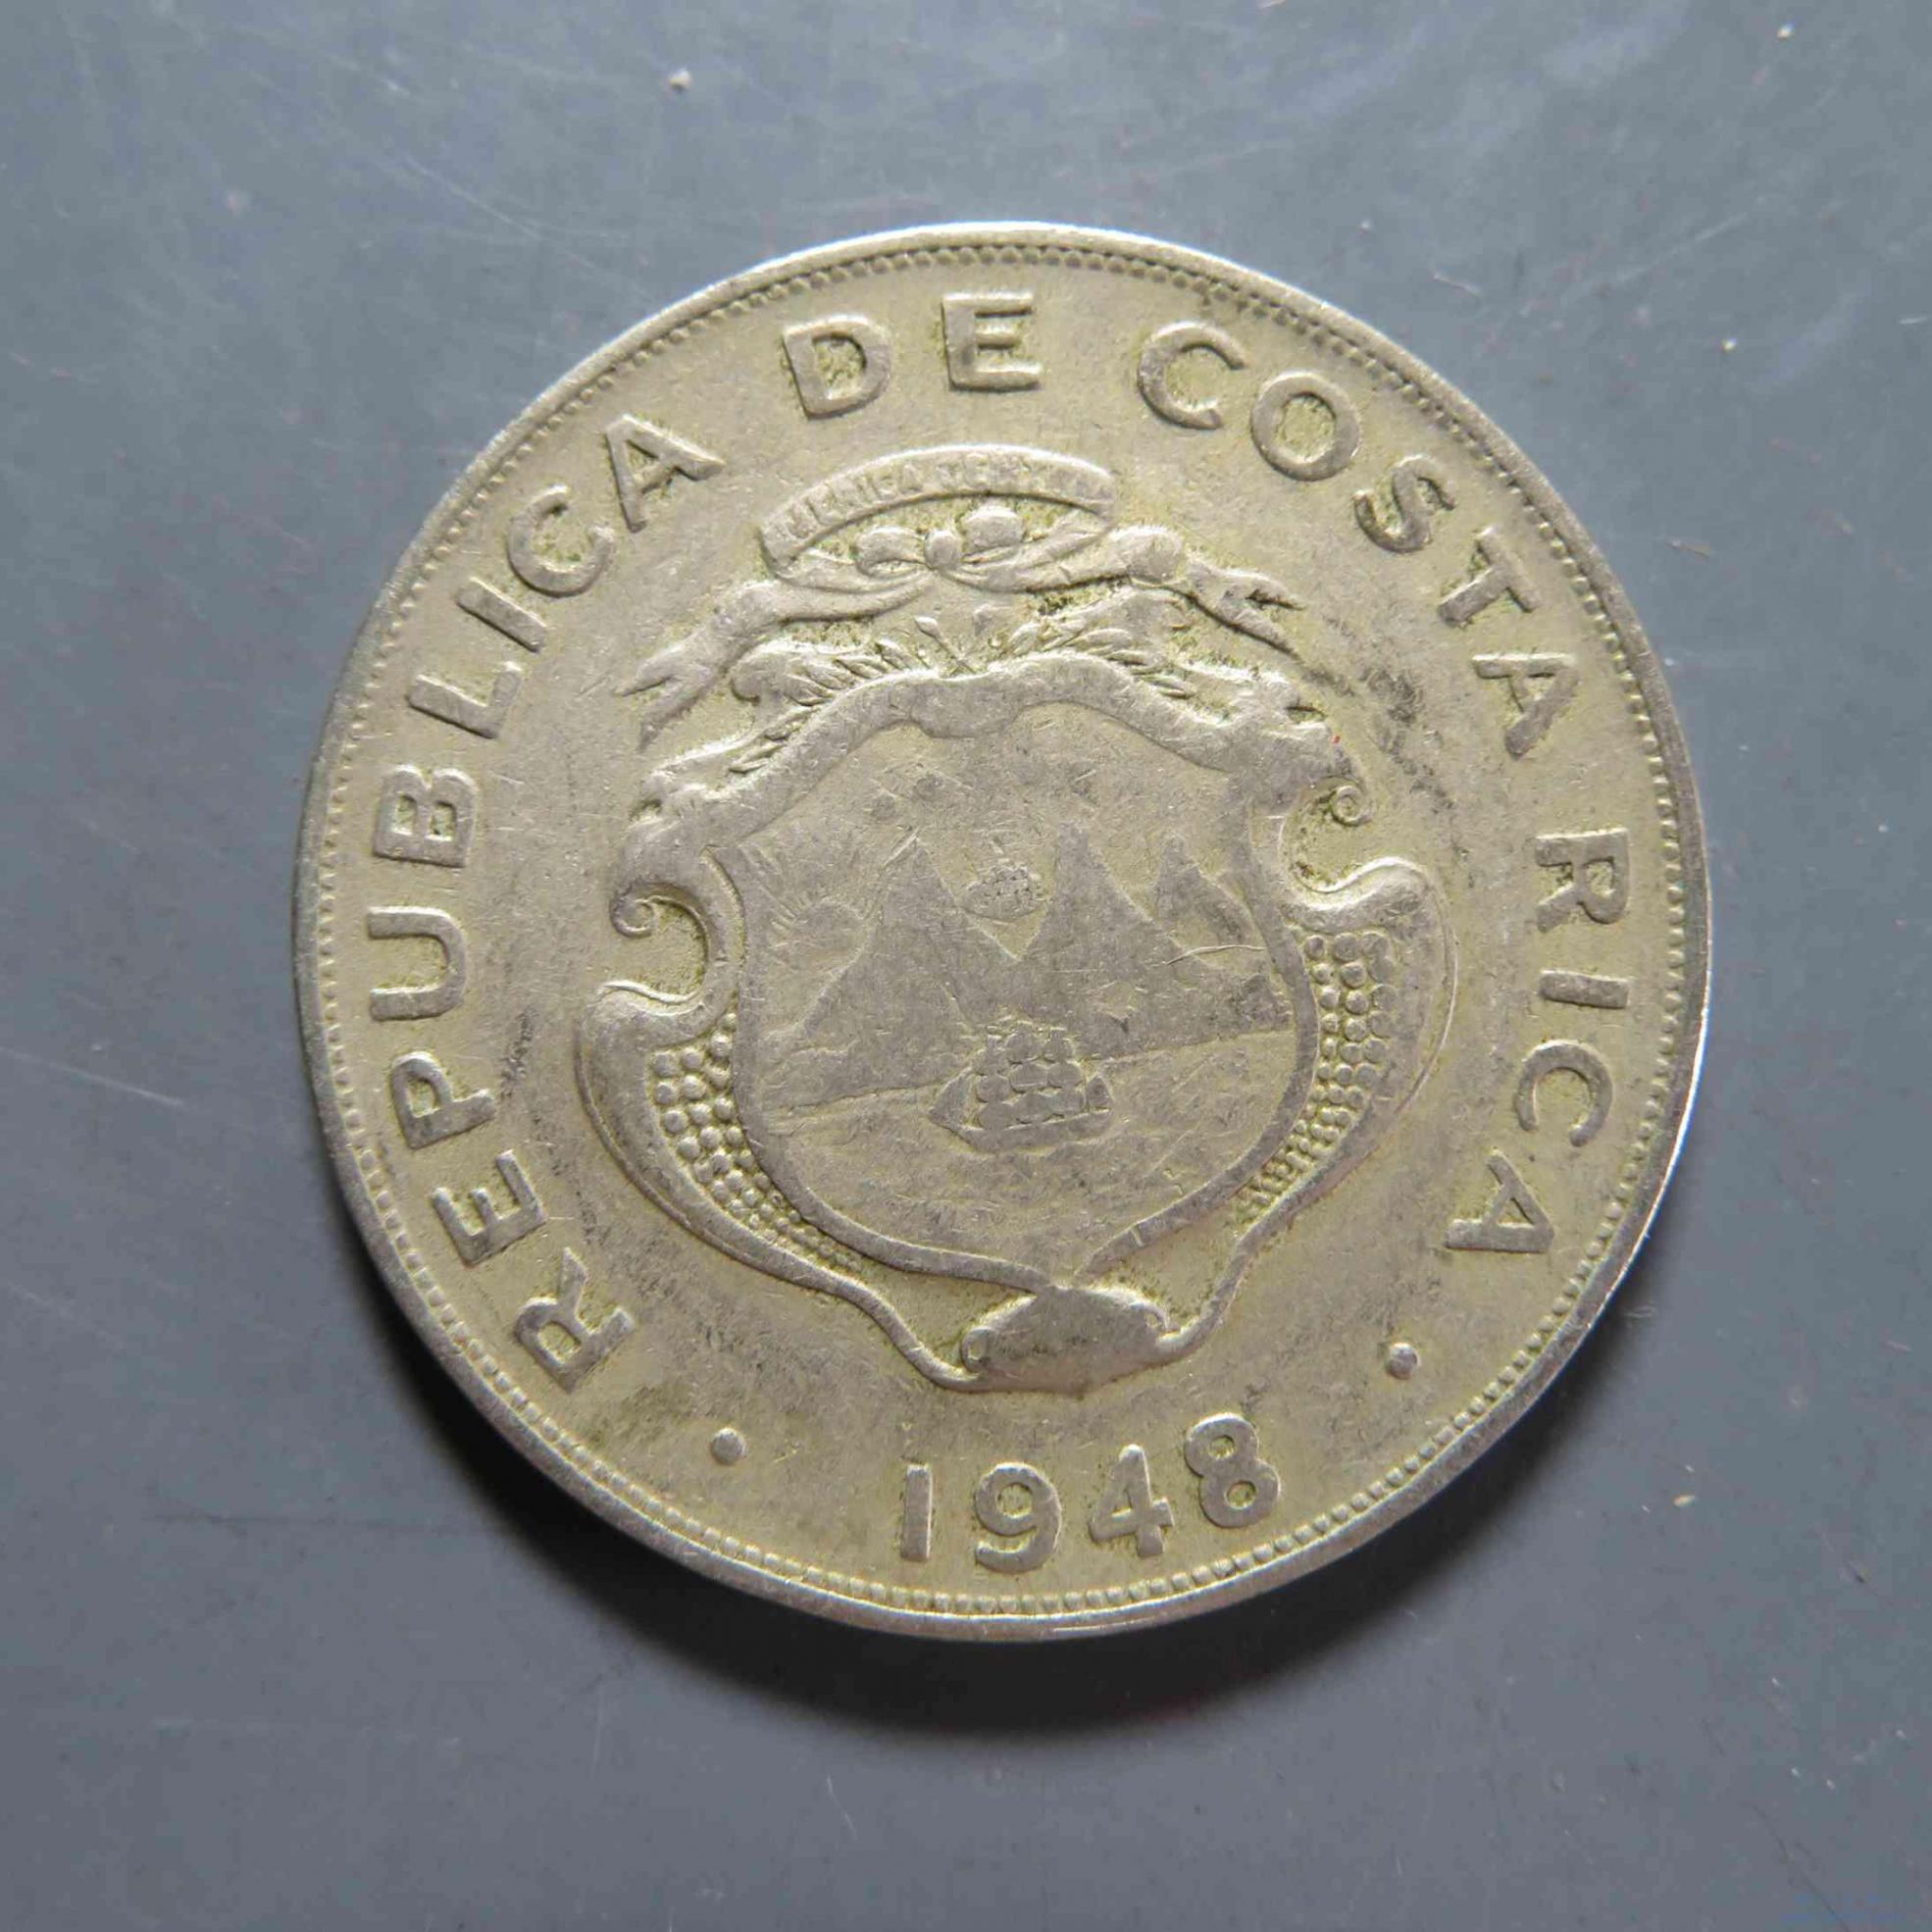 REPUBLICA DE COSTA RICA
1948